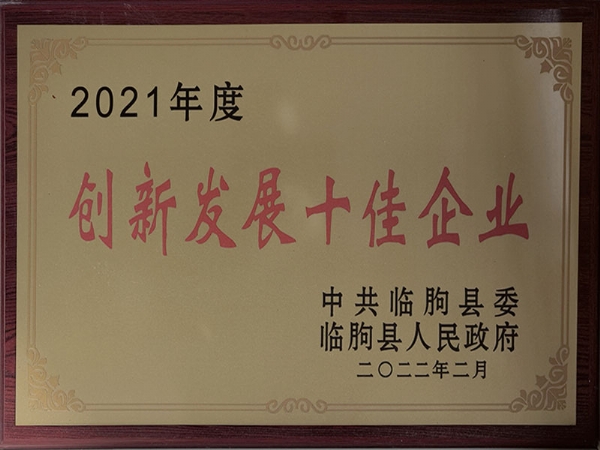 2021年度
创新发展十佳企业
中共临朐县委
临朐县人民政府
二〇二二年二月